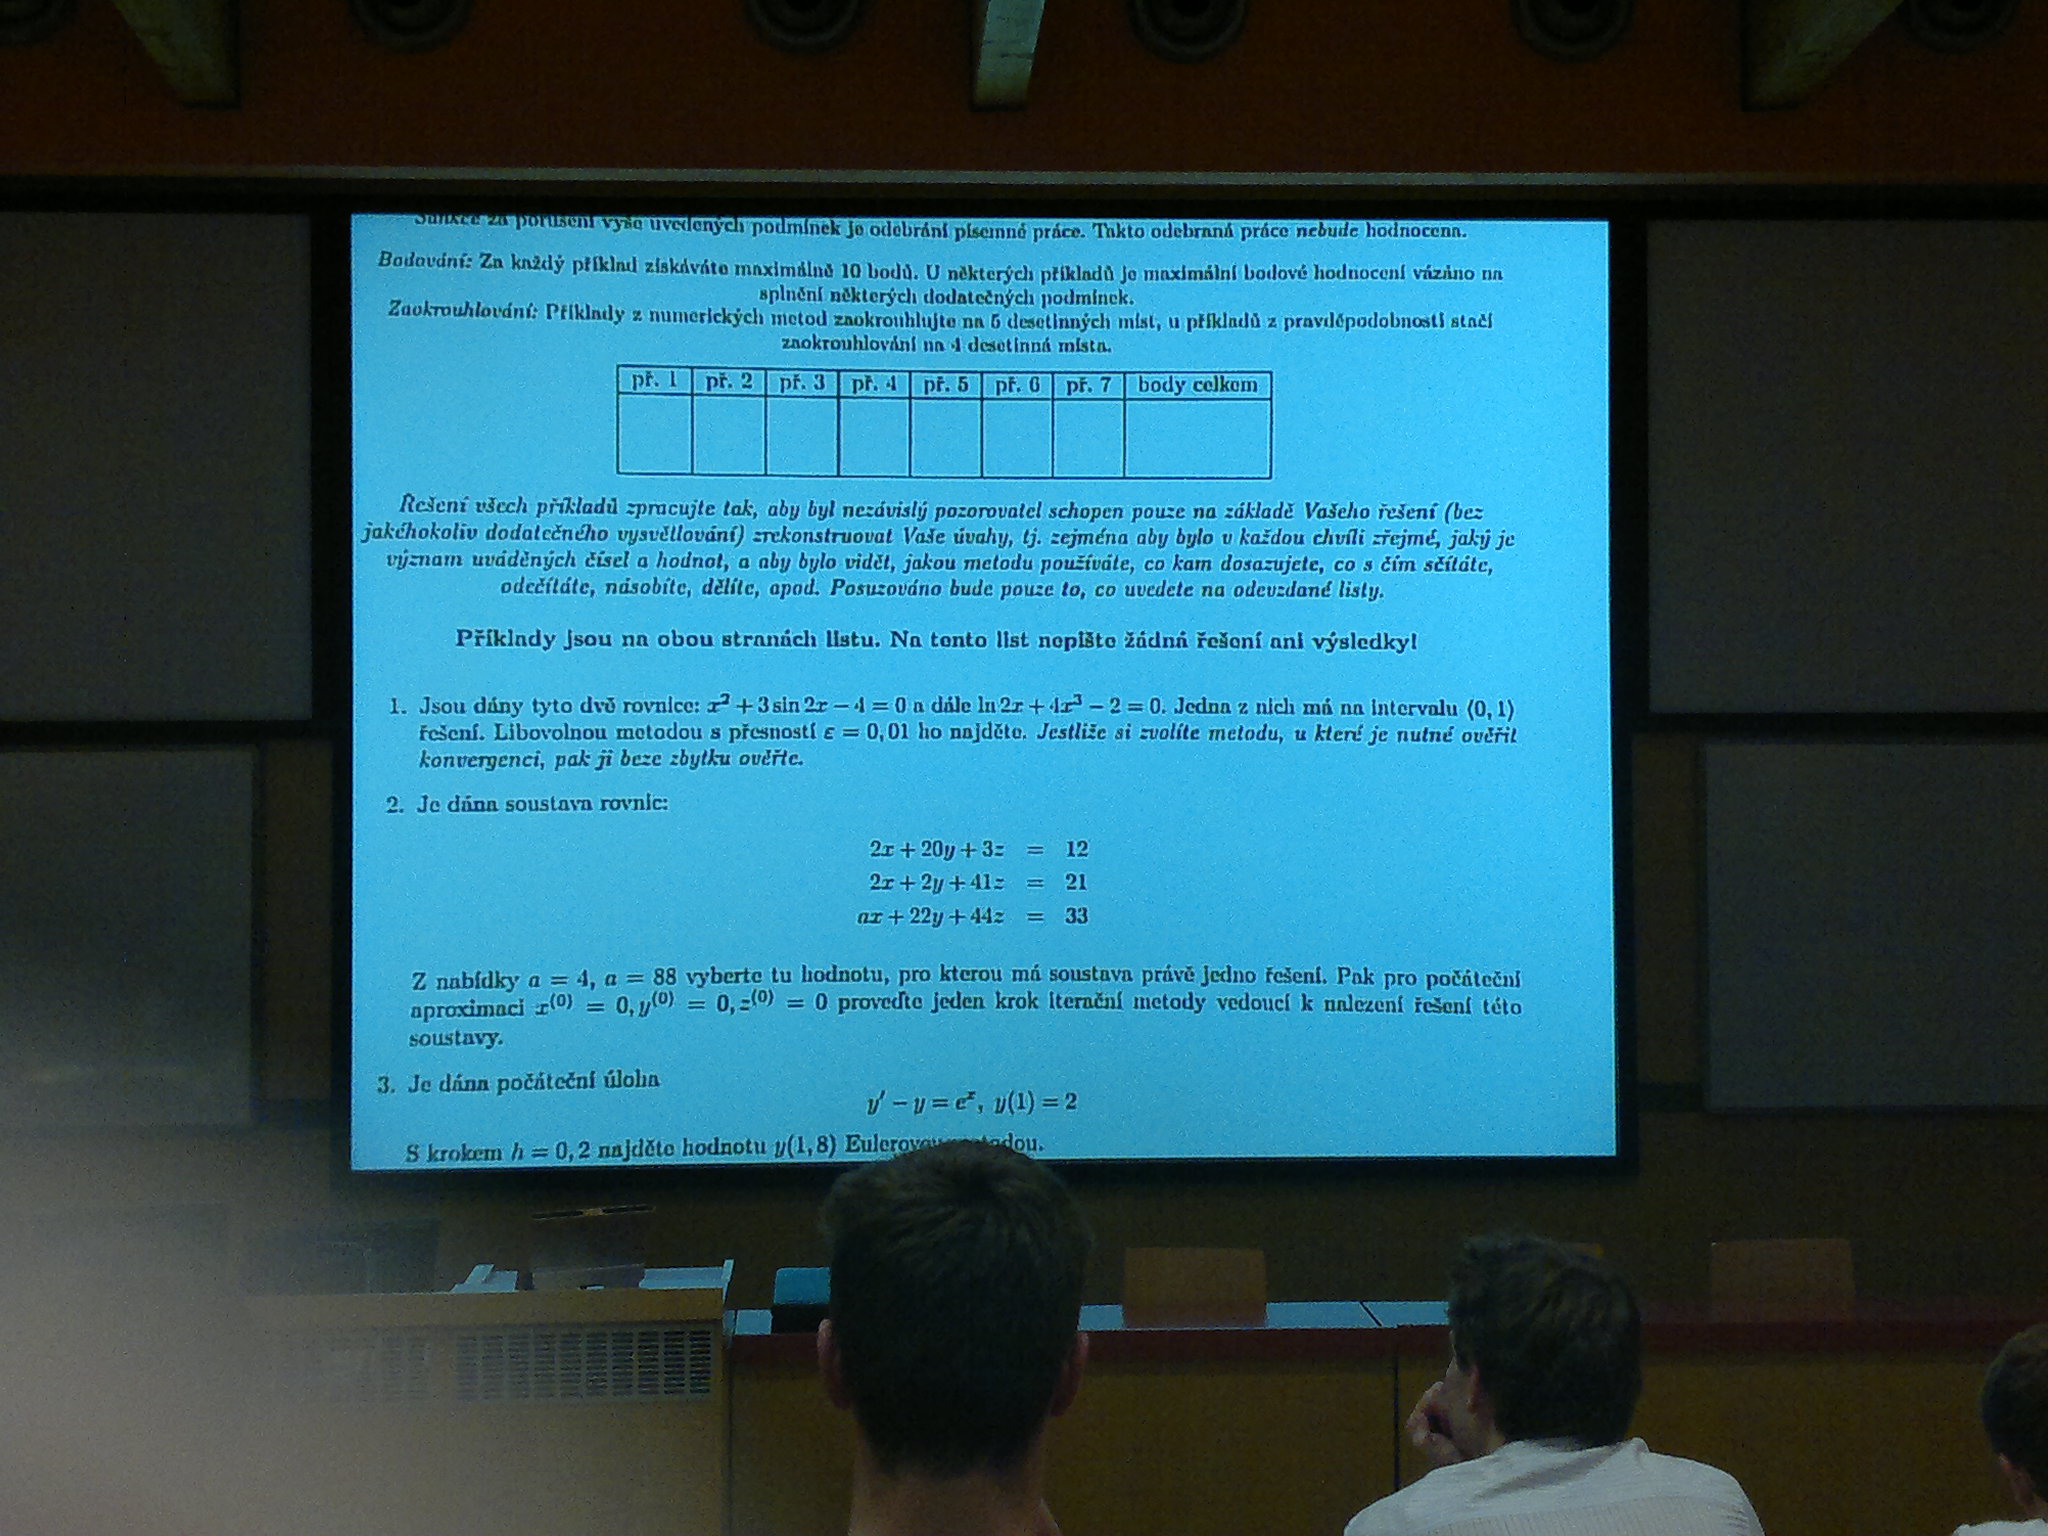 Sankce za porušení výše uvedených podmínek je odebrání písemné práce. Takto odebraná práce nebude hodnocena.
Bodování: Za každý příklad získáváte maximálně 10 bodů. U některých příkladů je maximální bodové hodnocení vázáno na
splnění některých dodatečných podmínek.
Zaokrouhlování: Příklady z numerických metod zaokrouhlujte na 5 desetinných míst, u příkladů z pravděpodobnosti stačí
zaokrouhlování na 4 desetinná místa.
př. 1 př. 2 př. 3 př. 4 př. 5 př. 6 př. 7 body celkem
Řešení všech příkladů zpracujte tak, aby byl nezávislý pozorovatel schopen pouze na základě Vašeho řešení (bez
jakéhokoliv dodatečného vysvětlování) zrekonstruovat Vaše úvahy, tj. zejména aby bylo v každou chvíli zřejmé, jaký je
význam uváděných čísel a hodnot, a aby bylo vidět, jakou metodu používáte, co kam dosazujete, co s čím sčítáte,
odečítáte, násobíte, dělíte, apod. Posuzováno bude pouze to, co uvedete na odevzdané listy.
Příklady jsou na obou stranách listu. Na tento list nepište žádná řešení ani výsledky!
1. Jsou dány tyto dvě rovnice: x² + 3 sin 2x − 4 = 0 a dále ln 2x + 4x³ − 2 = 0. Jedna z nich má na intervalu ⟨0, 1⟩
řešení. Libovolnou metodou s přesností ε = 0,01 ho najděte. Jestliže si zvolíte metodu, u které je nutné ověřit
konvergenci, pak ji beze zbytku ověřte.
2. Je dána soustava rovnic:
2x + 20y + 3z = 12
2x + 2y + 41z = 21
ax + 22y + 44z = 33
Z nabídky a = 4, a = 88 vyberte tu hodnotu, pro kterou má soustava právě jedno řešení. Pak pro počáteční
aproximaci x⁽⁰⁾ = 0, y⁽⁰⁾ = 0, z⁽⁰⁾ = 0 proveďte jeden krok iterační metody vedoucí k nalezení řešení této
soustavy.
3. Je dána počáteční úloha
y′ − y = eˣ, y(1) = 2
S krokem h = 0,2 najděte hodnotu y(1,8) Eulerovou metodou.